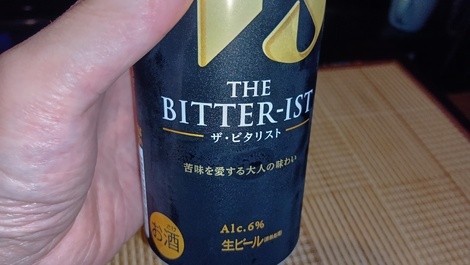 THE
BITTER-IST
ザ・ビタリスト
苦味を愛する大人の味わい
Alc.6%
お酒
生ビール